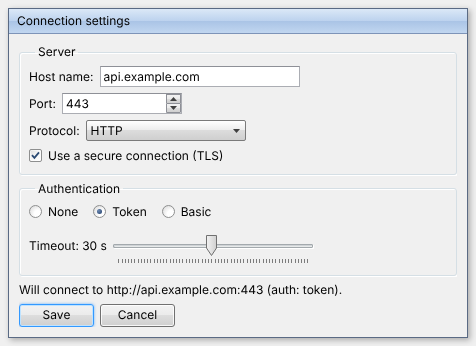 Connection settings
Server
Host name: api.example.com
Port: 443
Protocol: HTTP
Use a secure connection (TLS)
Authentication
None Token Basic
Timeout: 30 s
Will connect to http://api.example.com:443 (auth: token).
Save Cancel